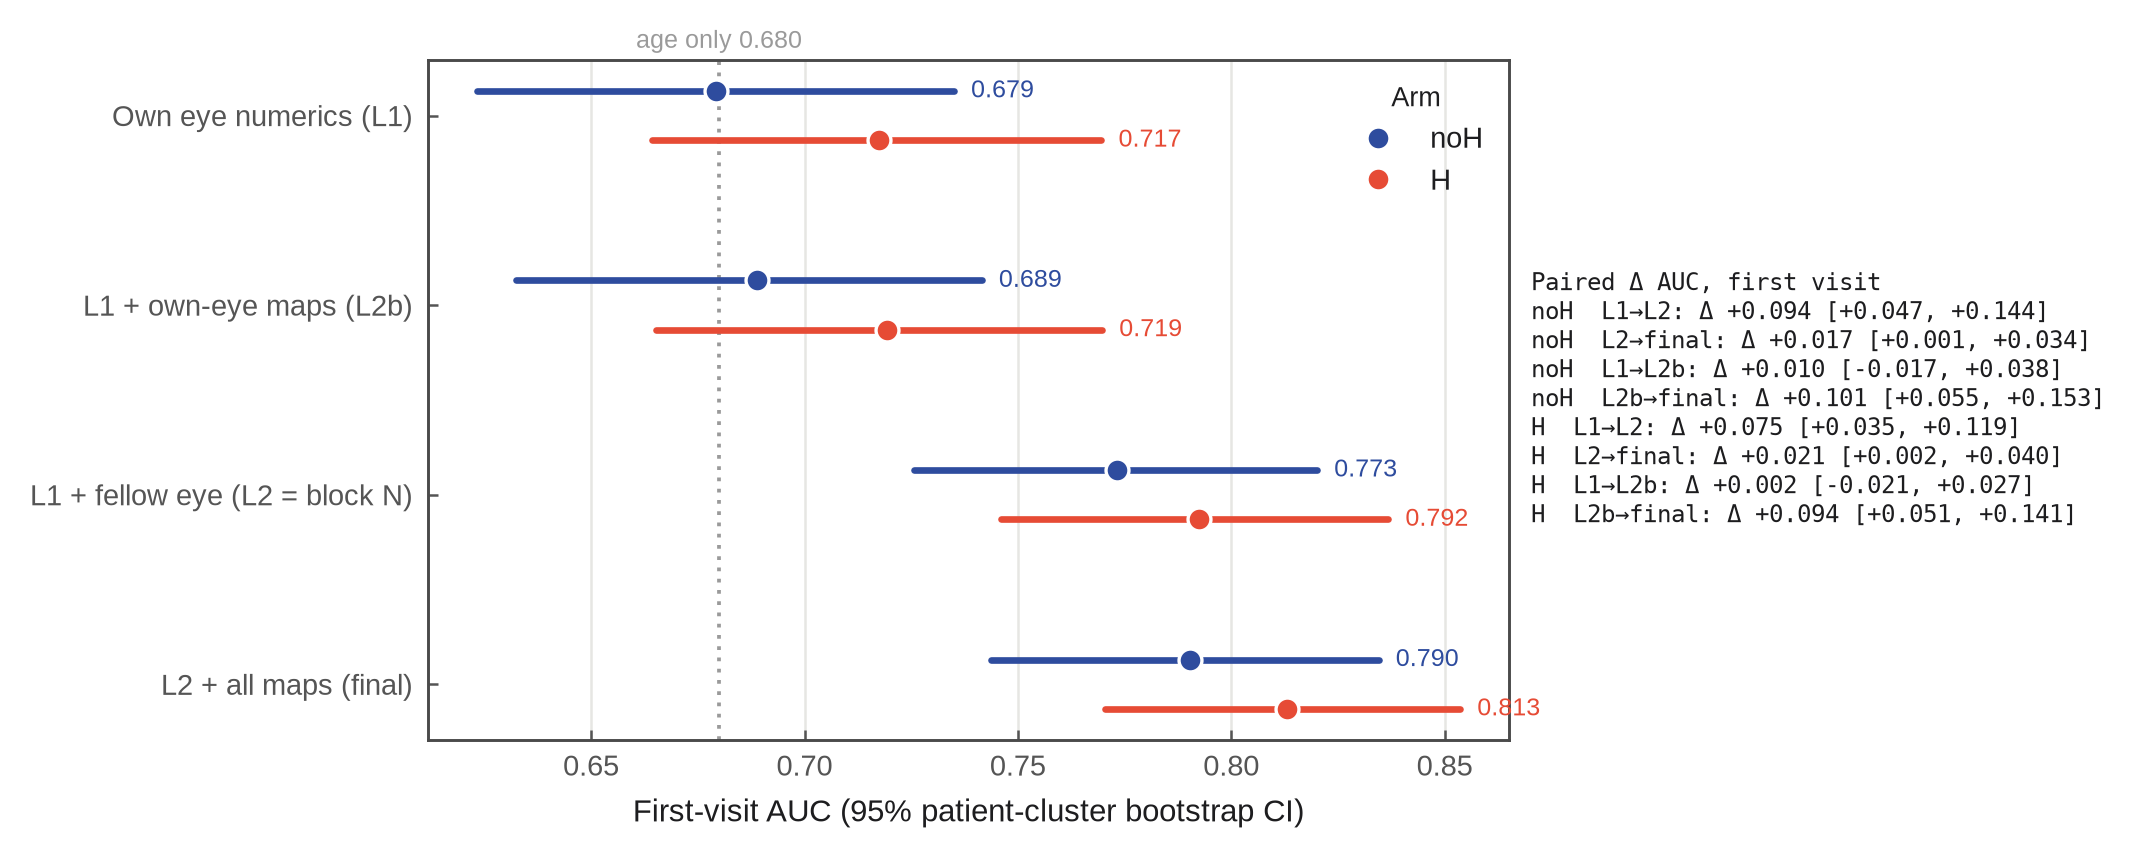 age only 0.680
Own eye numerics (L1)
0.679
0.717
Arm
noH
H
L1 + own-eye maps (L2b)
0.689
0.719
L1 + fellow eye (L2 = block N)
0.773
0.792
L2 + all maps (final)
0.790
0.813
0.65 0.70 0.75 0.80 0.85
First-visit AUC (95% patient-cluster bootstrap CI)
Paired Δ AUC, first visit
noH  L1→L2: Δ +0.094 [+0.047, +0.144]
noH  L2→final: Δ +0.017 [+0.001, +0.034]
noH  L1→L2b: Δ +0.010 [-0.017, +0.038]
noH  L2b→final: Δ +0.101 [+0.055, +0.153]
H  L1→L2: Δ +0.075 [+0.035, +0.119]
H  L2→final: Δ +0.021 [+0.002, +0.040]
H  L1→L2b: Δ +0.002 [-0.021, +0.027]
H  L2b→final: Δ +0.094 [+0.051, +0.141]